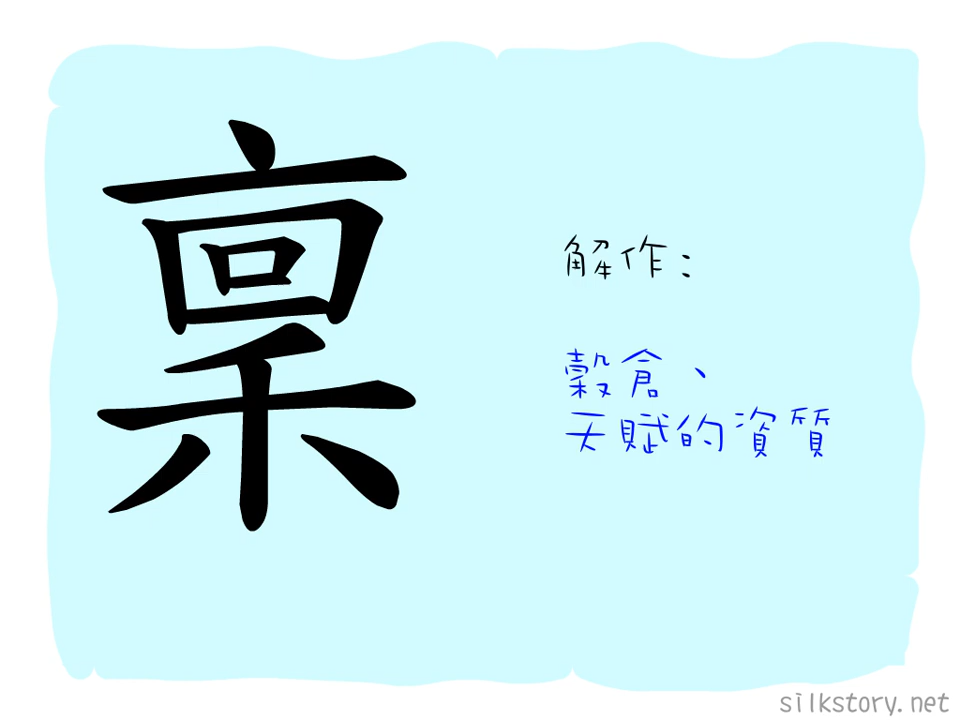 稟
解作：
穀倉、
天賦的資質
silkstory.net